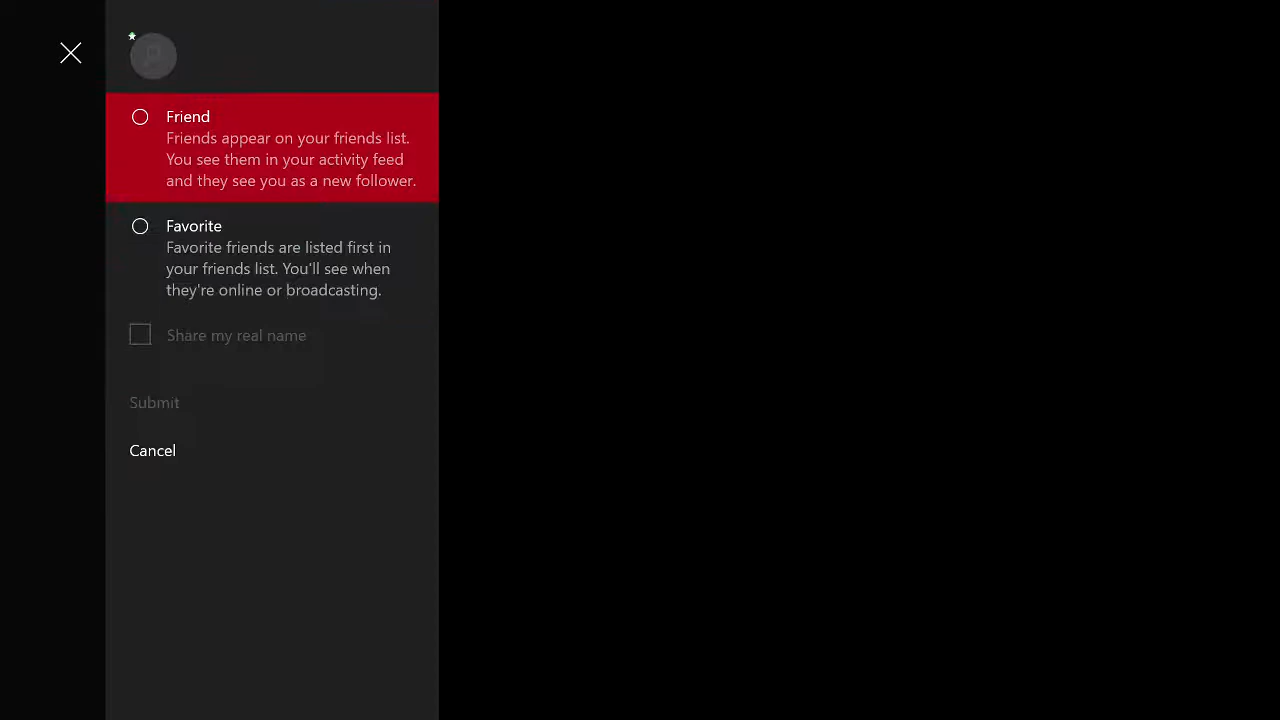 Friend
Friends appear on your friends list.
You see them in your activity feed
and they see you as a new follower.
Favorite
Favorite friends are listed first in
your friends list. You'll see when
they're online or broadcasting.
Share my real name
Submit
Cancel